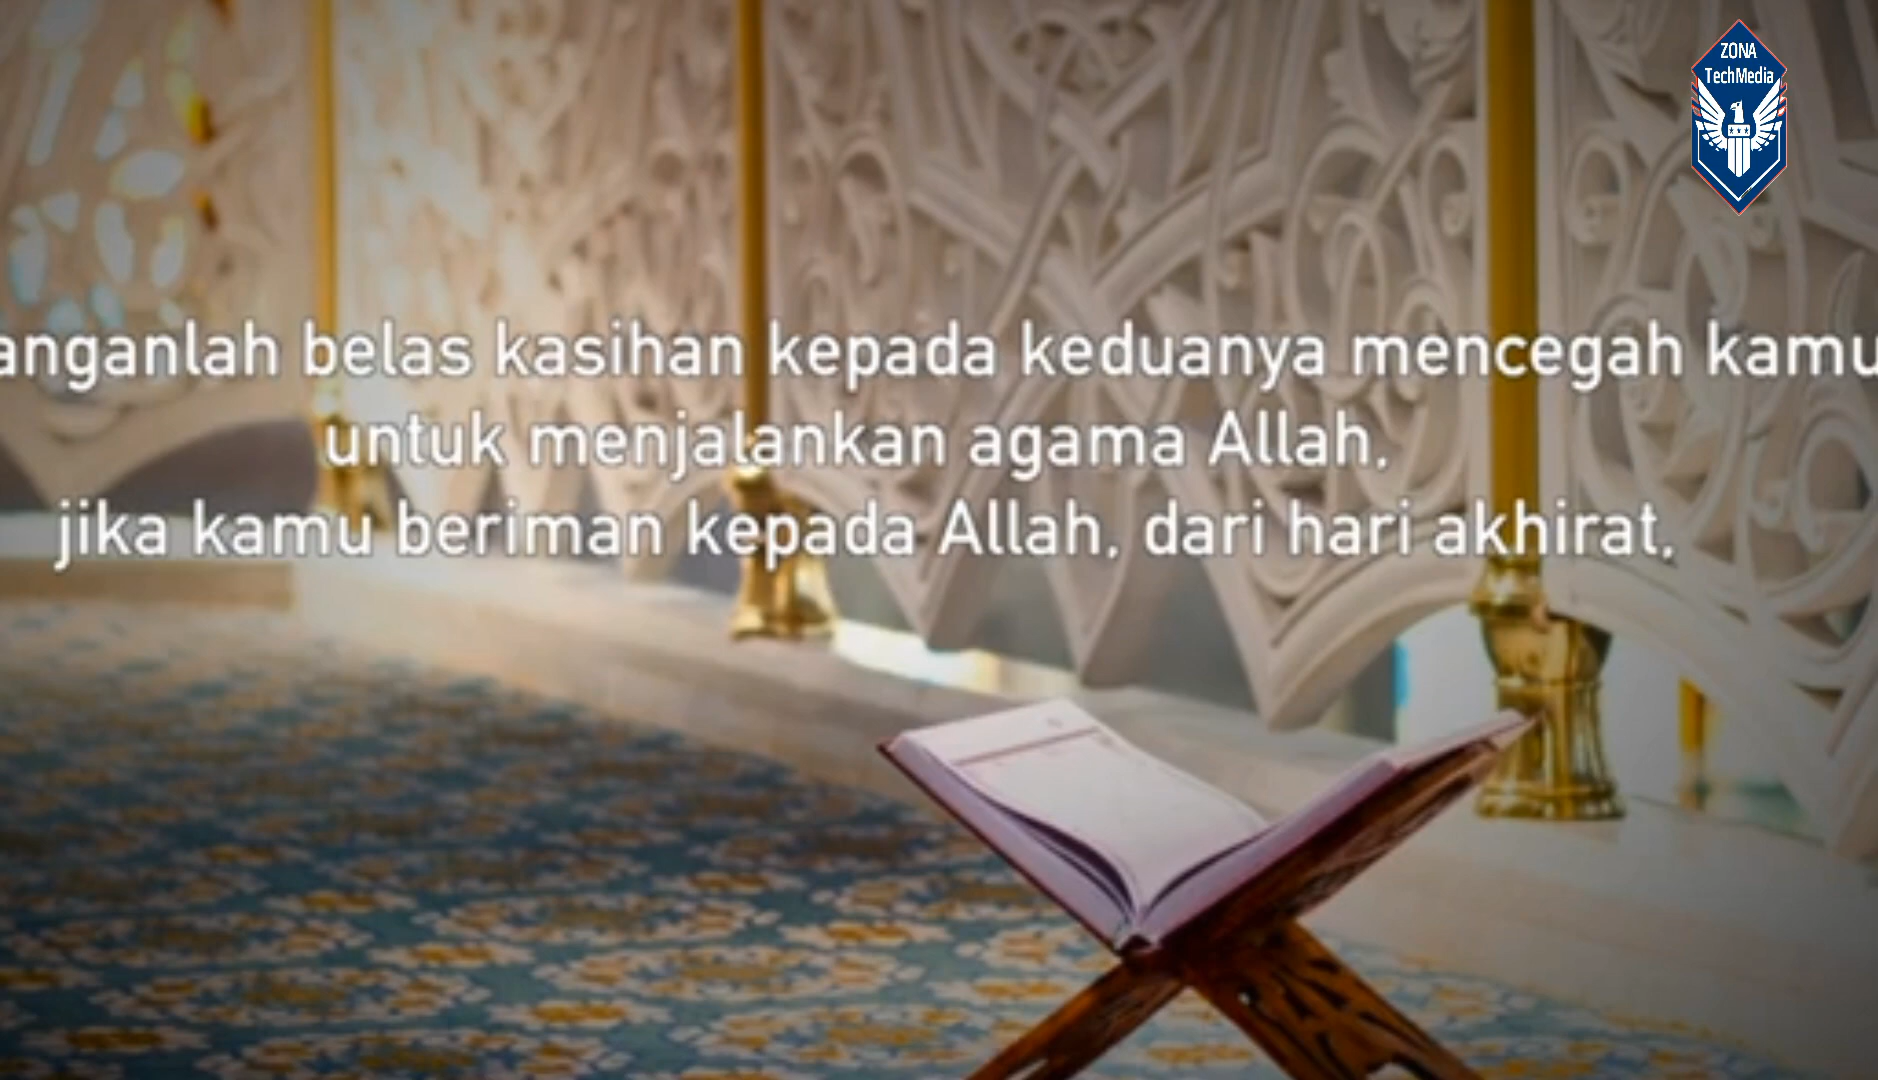 anganlah belas kasihan kepada keduanya mencegah kamu
untuk menjalankan agama Allah,
jika kamu beriman kepada Allah, dari hari akhirat,
ZONA
TechMedia